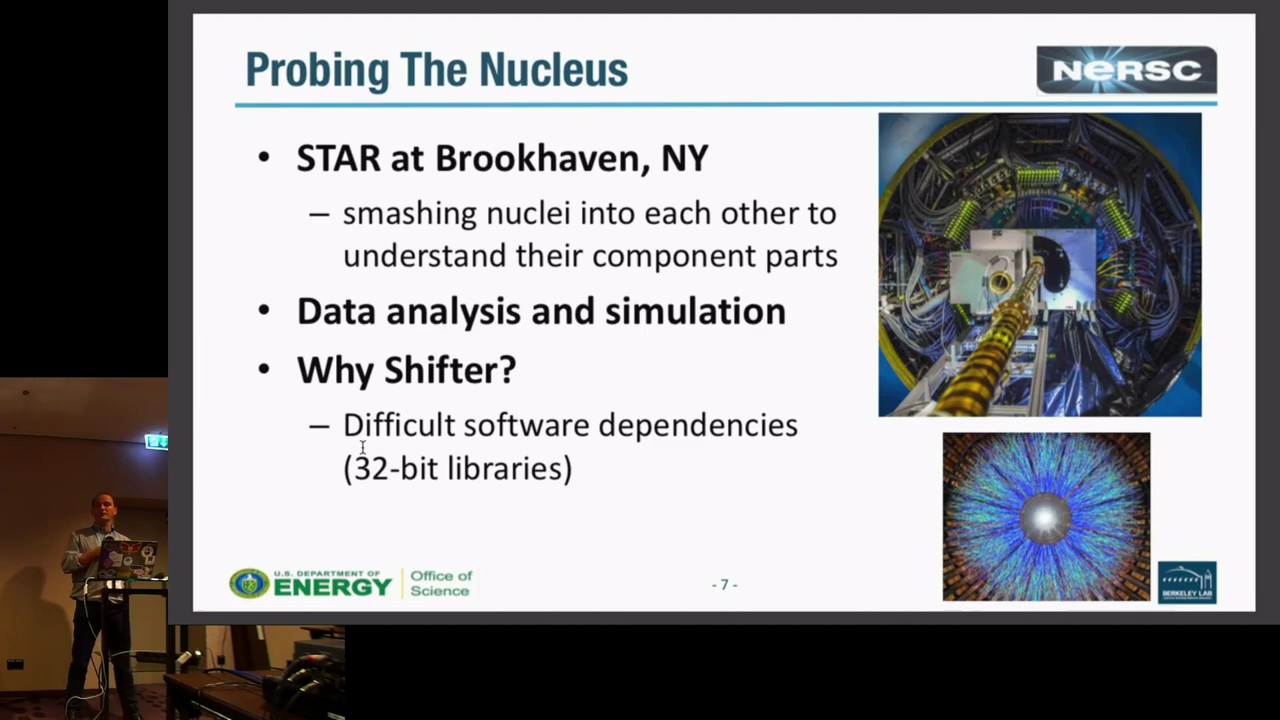 Probing The Nucleus
NERSC
• STAR at Brookhaven, NY
– smashing nuclei into each other to
understand their component parts
• Data analysis and simulation
• Why Shifter?
– Difficult software dependencies
(32-bit libraries)
U.S. DEPARTMENT OF
ENERGY
Office of
Science
- 7 -
BERKELEY LAB